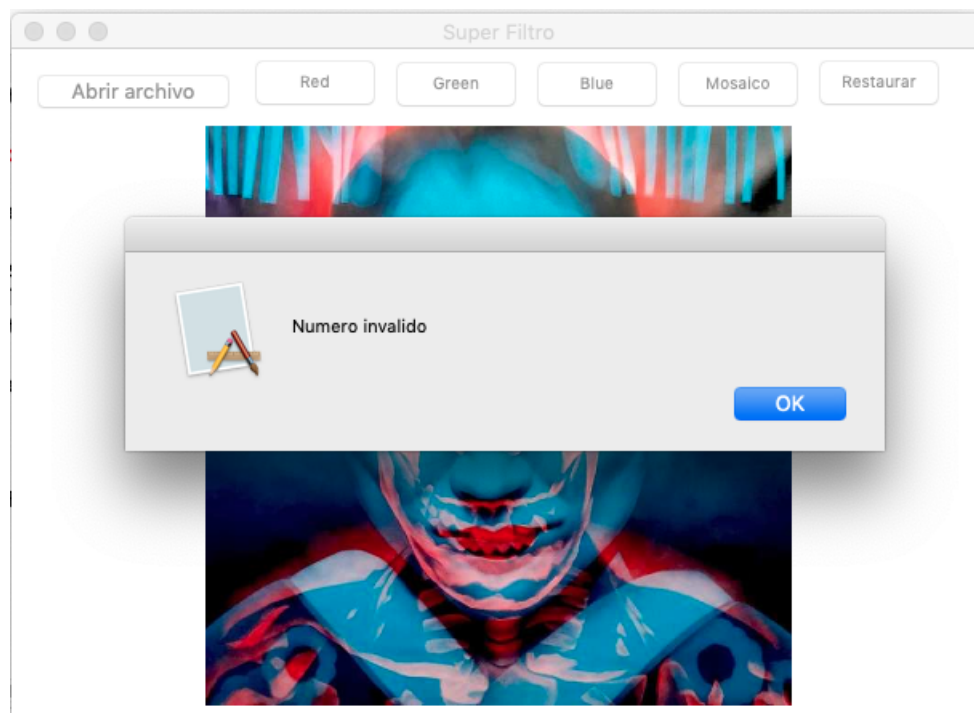 Super Filtro
Abrir archivo
Red
Green
Blue
Mosaico
Restaurar
Numero invalido
OK